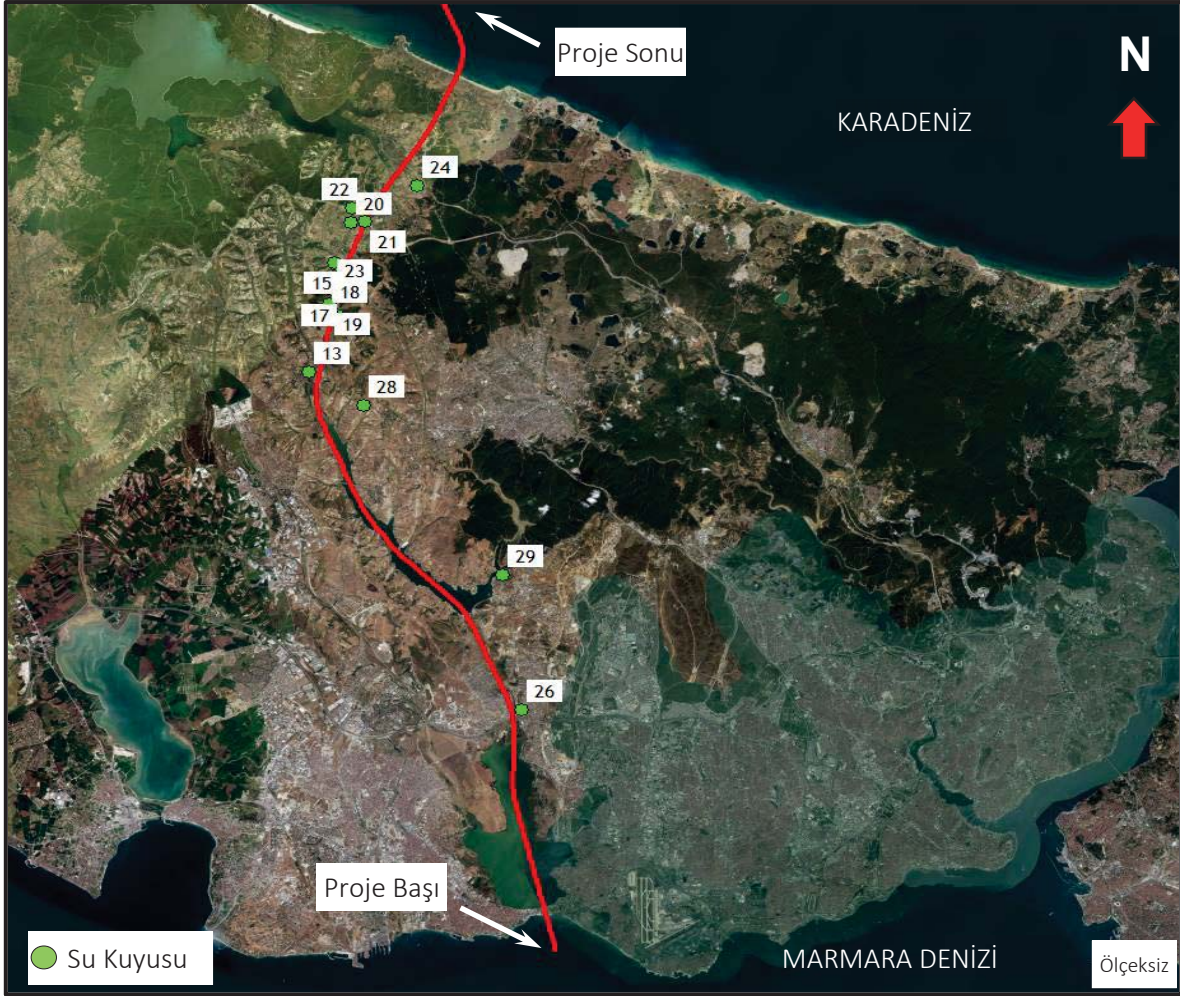 Proje Sonu
N
KARADENİZ
24
22
20
21
23
15
18
17
19
13
28
29
26
Proje Başı
Su Kuyusu
MARMARA DENİZİ
Ölçeksiz